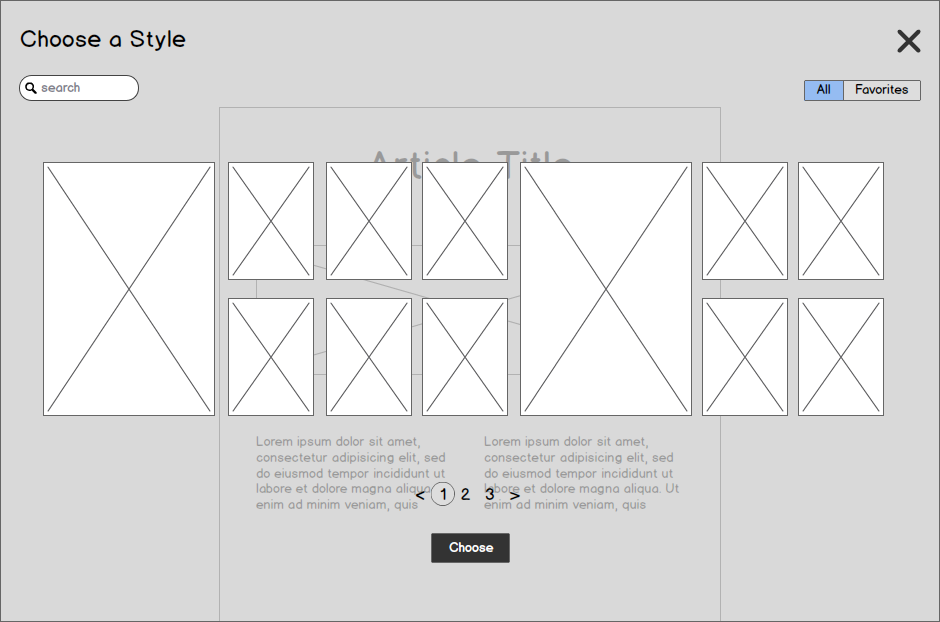 Choose a Style
search
All Favorites
Article Title
Lorem ipsum dolor sit amet,
consectetur adipisicing elit, sed
do eiusmod tempor incididunt ut
labore et dolore magna aliqua
enim ad minim veniam, quis
Lorem ipsum dolor sit amet,
consectetur adipisicing elit, sed
do eiusmod tempor incididunt ut
labore et dolore magna aliqua. Ut
enim ad minim veniam, quis
< 1 2 3 >
Choose